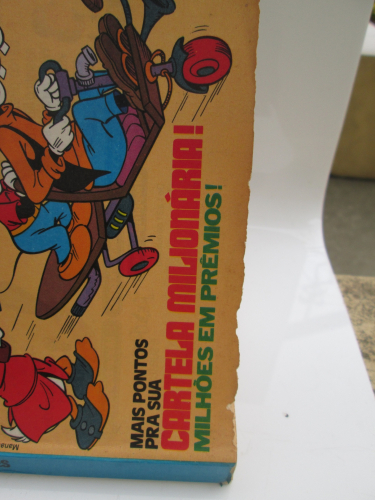 MAIS PONTOS
PRA SUA
CARTELA MILIONÁRIA!
MILHÕES EM PRÊMIOS!